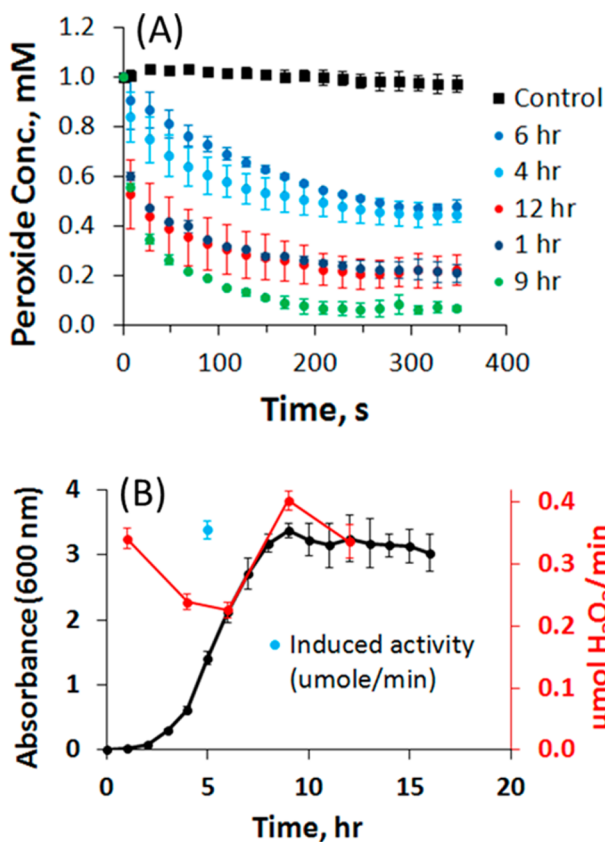 (A)
Peroxide Conc., mM
1.2
1.0
0.8
0.6
0.4
0.2
0.0
0
100
200
300
400
Time, s
Control
6 hr
4 hr
12 hr
1 hr
9 hr
(B)
Absorbance (600 nm)
4
3
2
1
0
0
5
10
15
20
Time, hr
Induced activity
(umole/min)
0.4
0.3
0.2
0.1
0.0
umol H₂O₂/min